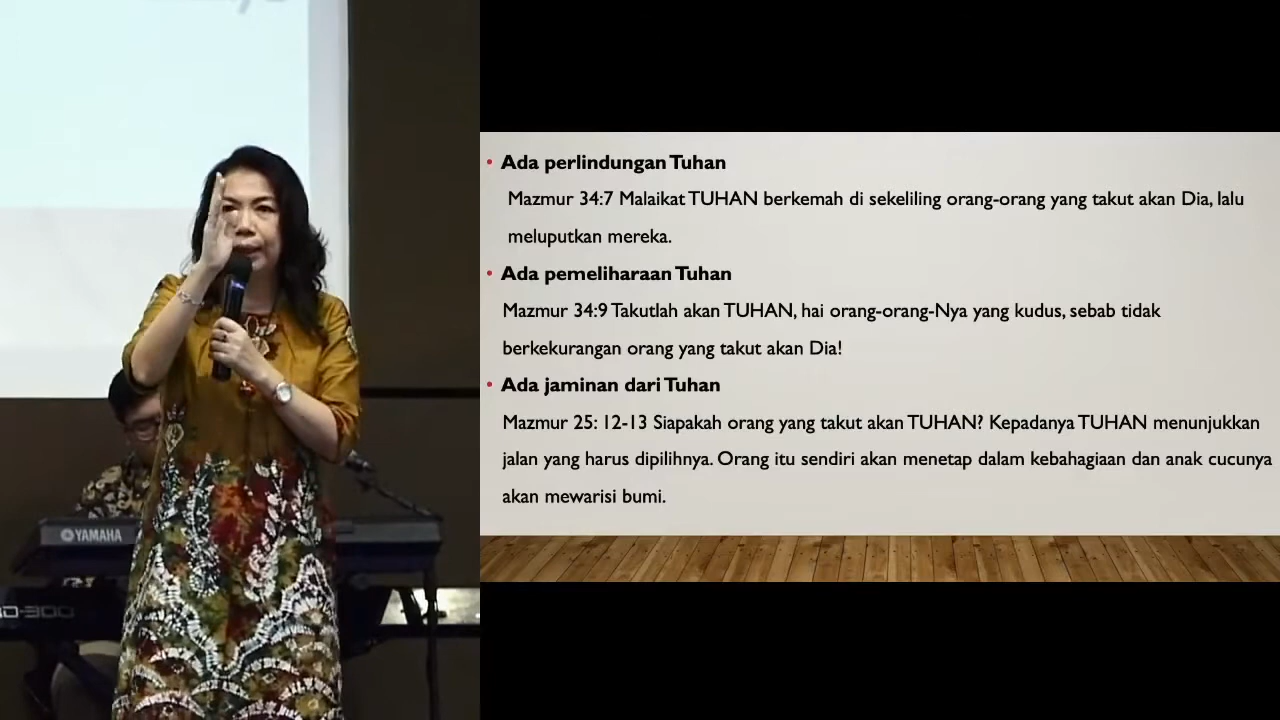 Ada perlindungan Tuhan
Mazmur 34:7 Malaikat TUHAN berkemah di sekeliling orang-orang yang takut akan Dia, lalu
meluputkan mereka.
Ada pemeliharaan Tuhan
Mazmur 34:9 Takutlah akan TUHAN, hai orang-orang-Nya yang kudus, sebab tidak
berkekurangan orang yang takut akan Dia!
Ada jaminan dari Tuhan
Mazmur 25: 12-13 Siapakah orang yang takut akan TUHAN? Kepadanya TUHAN menunjukkan
jalan yang harus dipilihnya. Orang itu sendiri akan menetap dalam kebahagiaan dan anak cucunya
akan mewarisi bumi.
YAMAHA